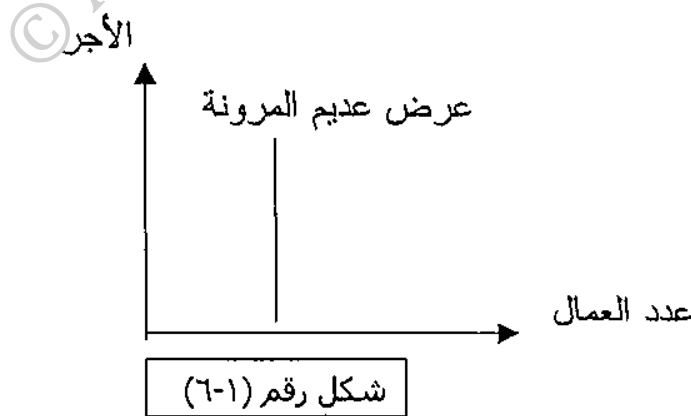 ©
الأجر
عرض عديم المرونة
عدد العمال
شكل رقم (١-٦)